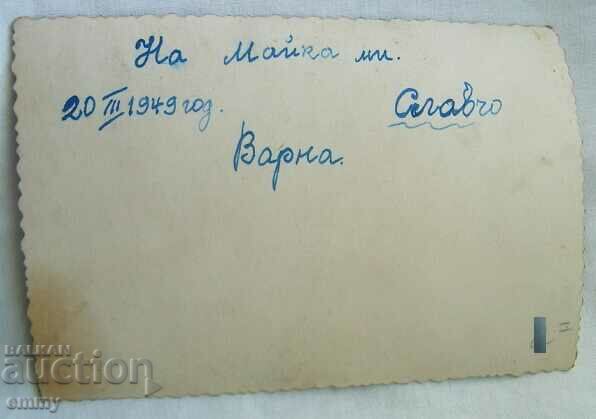 На Майка ми.
20 III 1949 год. Славчо
Варна.
BALKAN
auction
emmy